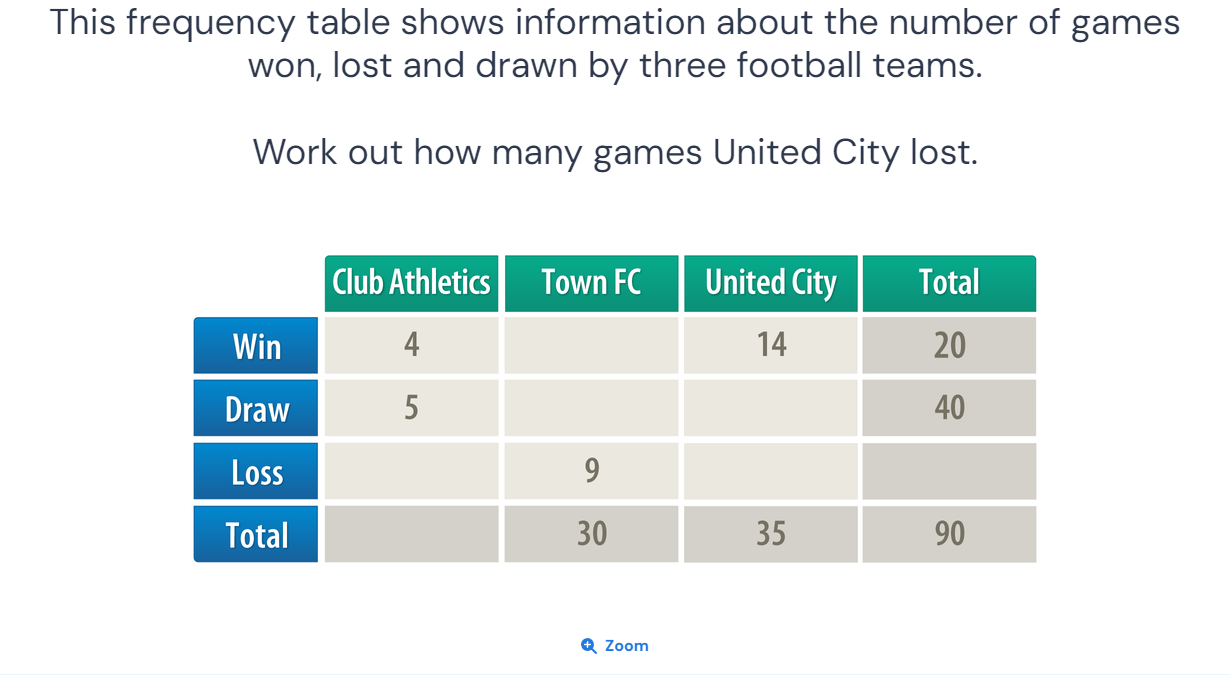 This frequency table shows information about the number of games
won, lost and drawn by three football teams.
Work out how many games United City lost.
Club Athletics Town FC United City Total
Win 4 14 20
Draw 5 40
Loss 9
Total 30 35 90
Zoom